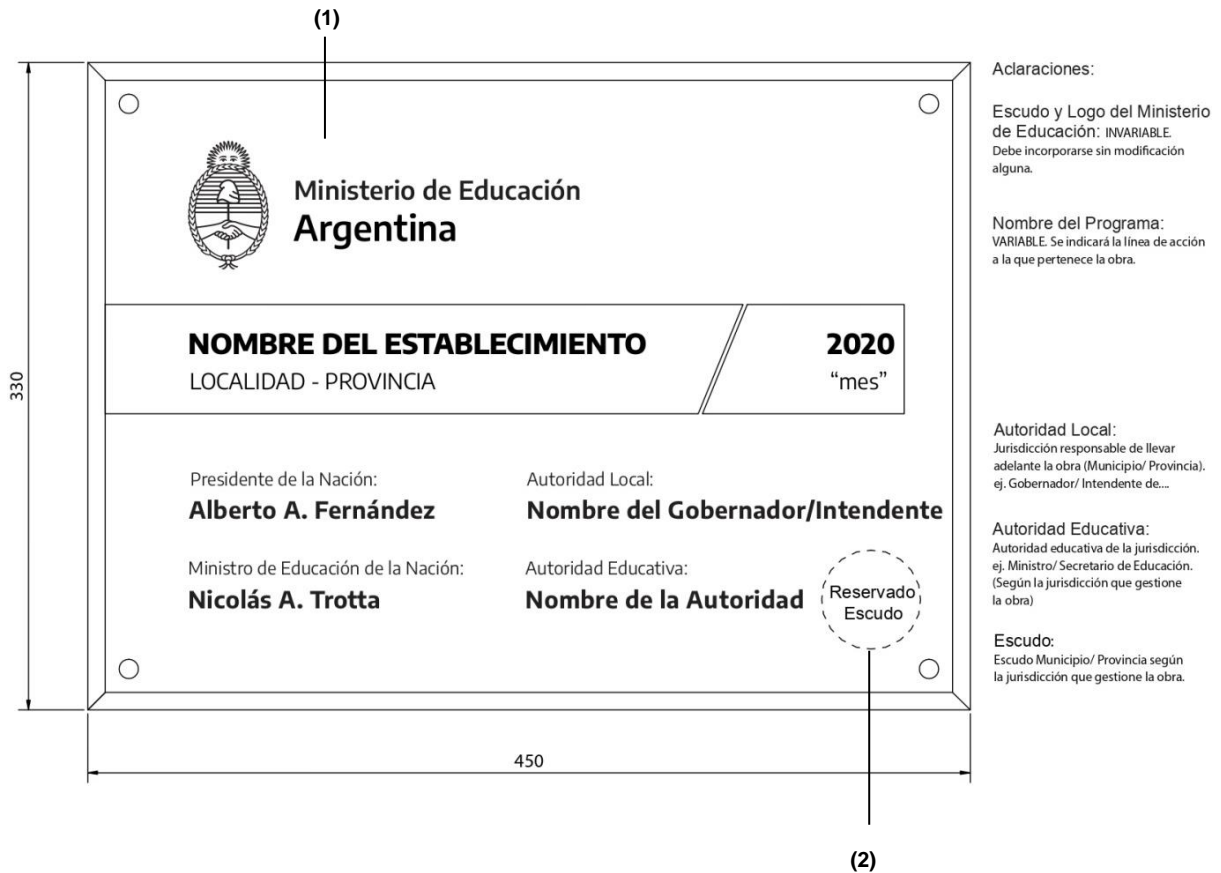 (1)
Ministerio de Educación
Argentina
NOMBRE DEL ESTABLECIMIENTO
LOCALIDAD - PROVINCIA
2020
“mes”
330
Presidente de la Nación:
Alberto A. Fernández
Autoridad Local:
Nombre del Gobernador/Intendente
Ministro de Educación de la Nación:
Nicolás A. Trotta
Autoridad Educativa:
Nombre de la Autoridad
Reservado
Escudo
450
(2)
Aclaraciones:
Escudo y Logo del Ministerio
de Educación: INVARIABLE.
Debe incorporarse sin modificación
alguna.
Nombre del Programa:
VARIABLE. Se indicará la línea de acción
a la que pertenece la obra.
Autoridad Local:
Jurisdicción responsable de llevar
adelante la obra (Municipio/ Provincia).
ej. Gobernador/ Intendente de....
Autoridad Educativa:
Autoridad educativa de la jurisdicción.
ej. Ministro/ Secretario de Educación.
(Según la jurisdicción que gestione
la obra)
Escudo:
Escudo Municipio/ Provincia según
la jurisdicción que gestione la obra.